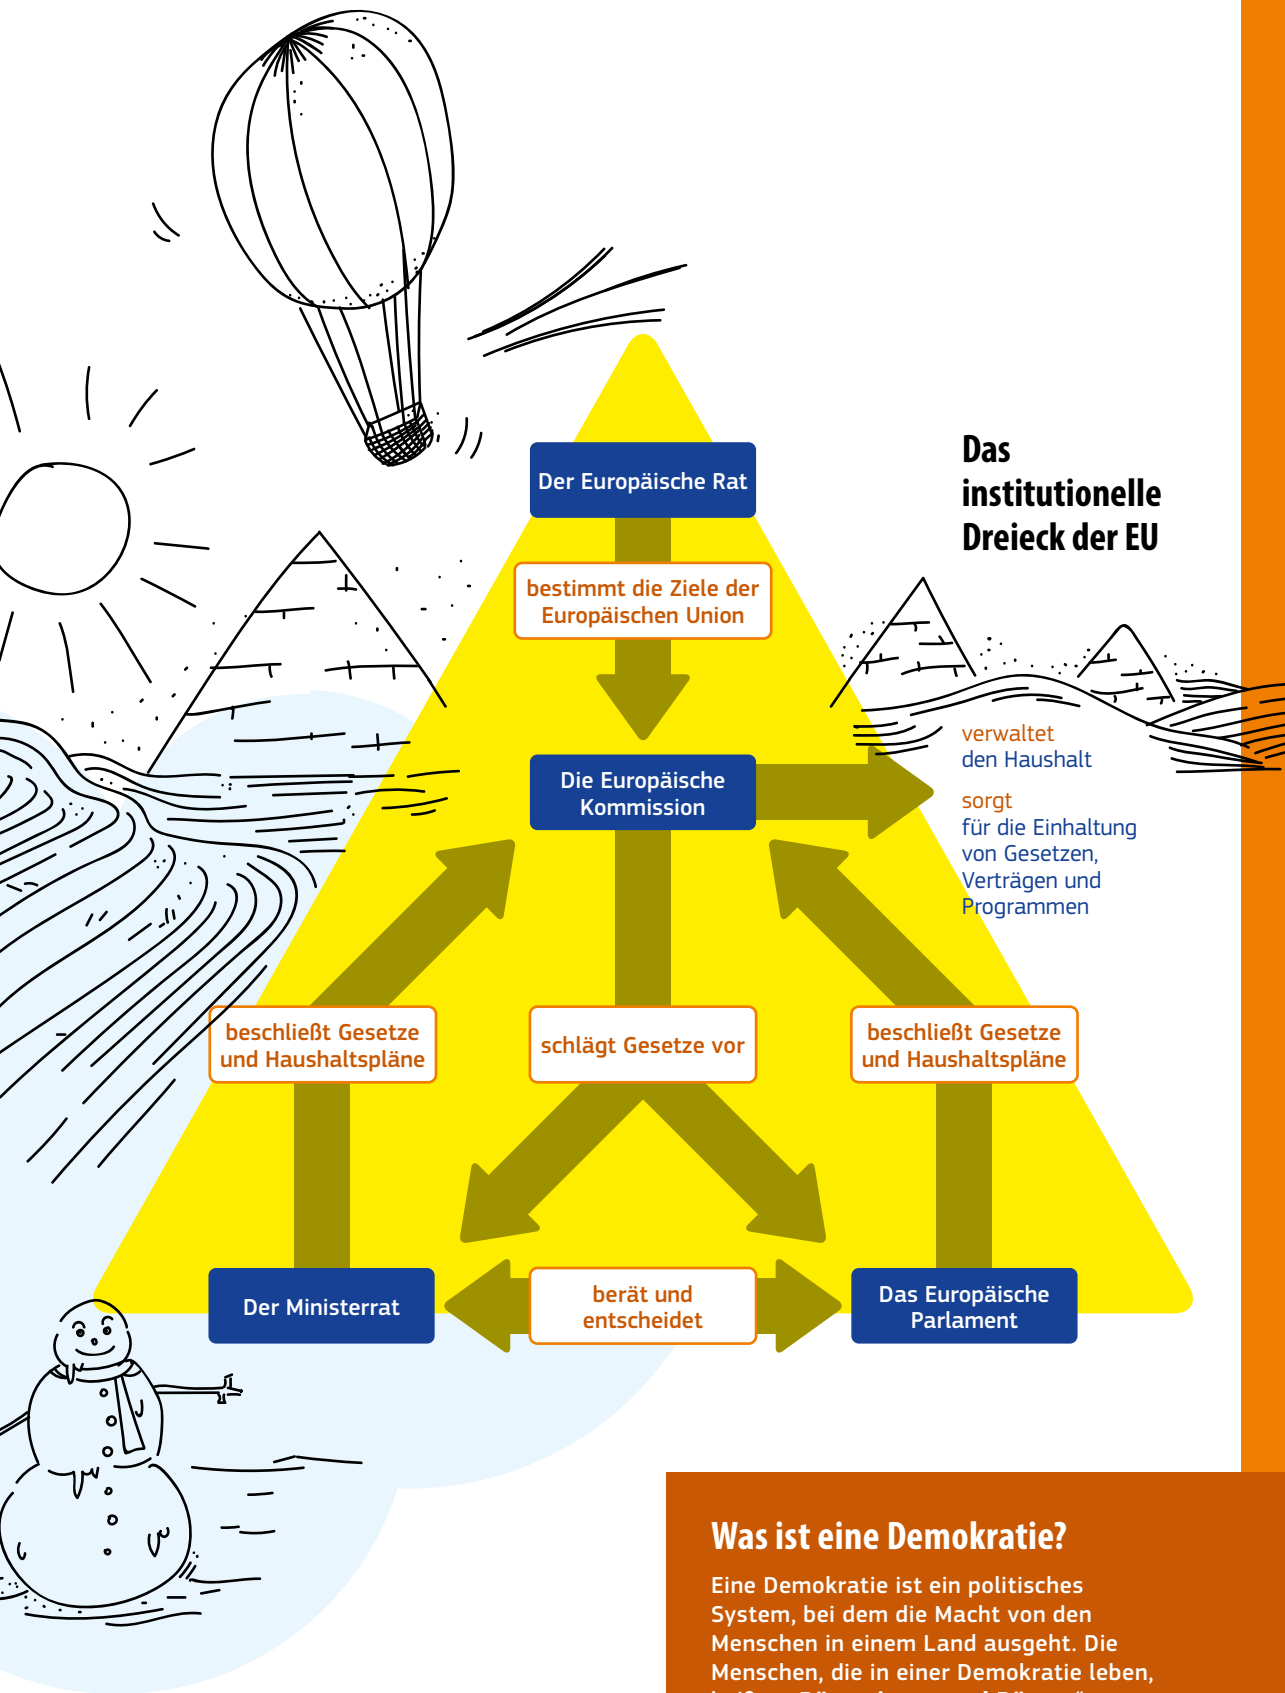 Das
institutionelle
Dreieck der EU
Der Europäische Rat
bestimmt die Ziele der
Europäischen Union
Die Europäische
Kommission
verwaltet
den Haushalt
sorgt
für die Einhaltung
von Gesetzen,
Verträgen und
Programmen
beschließt Gesetze
und Haushaltspläne
schlägt Gesetze vor
beschließt Gesetze
und Haushaltspläne
Der Ministerrat
berät und
entscheidet
Das Europäische
Parlament
Was ist eine Demokratie?
Eine Demokratie ist ein politisches
System, bei dem die Macht von den
Menschen in einem Land ausgeht. Die
Menschen, die in einer Demokratie leben,